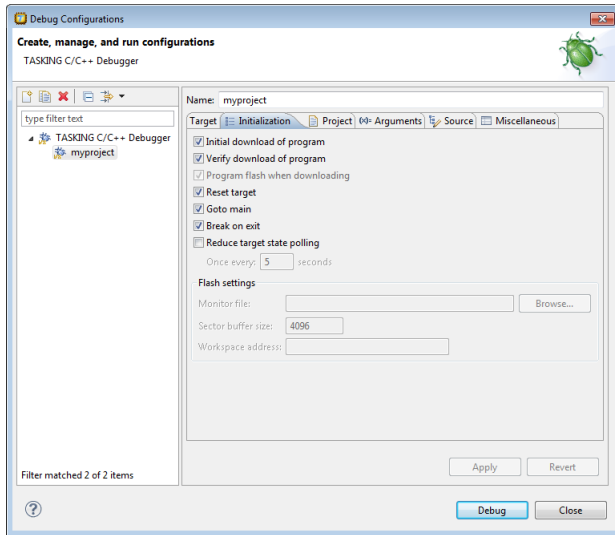 Debug Configurations
Create, manage, and run configurations
TASKING C/C++ Debugger
type filter text
TASKING C/C++ Debugger
myproject
Filter matched 2 of 2 items
Name: myproject
Target Initialization Project (x)= Arguments Source Miscellaneous
Initial download of program
Verify download of program
Program flash when downloading
Reset target
Goto main
Break on exit
Reduce target state polling
Once every: 5 seconds
Flash settings
Monitor file: Browse...
Sector buffer size: 4096
Workspace address:
Apply Revert
? Debug Close